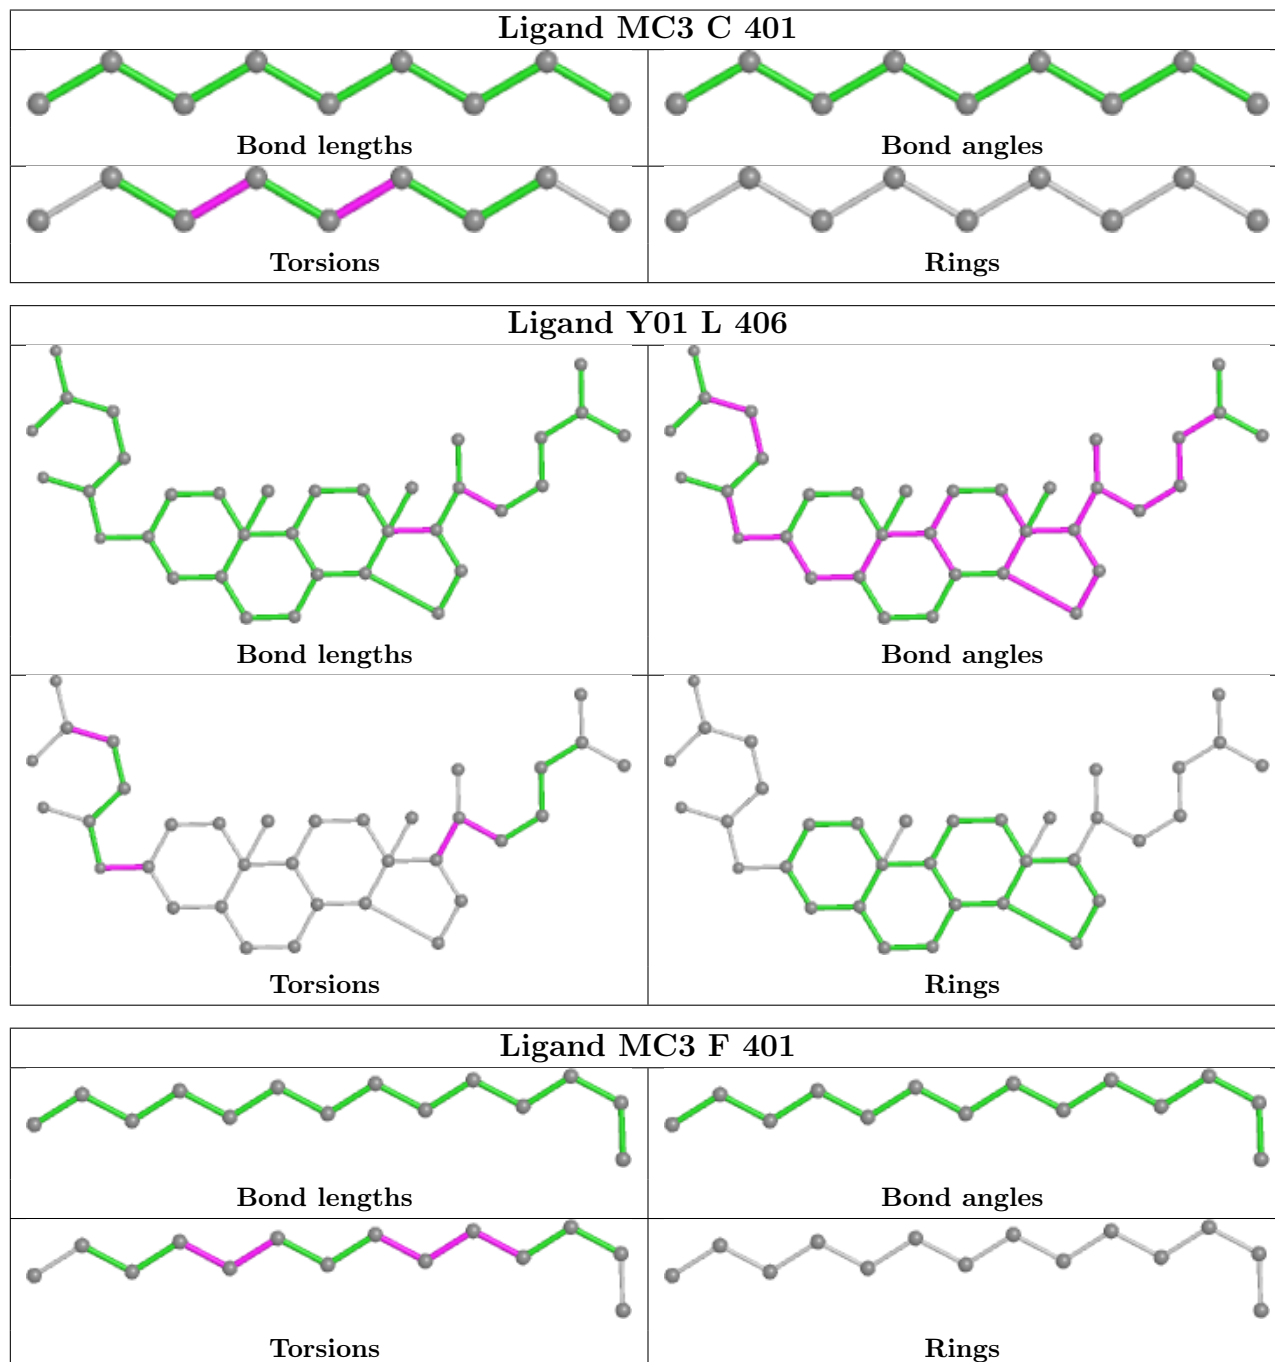 Ligand MC3 C 401
Bond lengths
Bond angles
Torsions
Rings
Ligand Y01 L 406
Bond lengths
Bond angles
Torsions
Rings
Ligand MC3 F 401
Bond lengths
Bond angles
Torsions
Rings